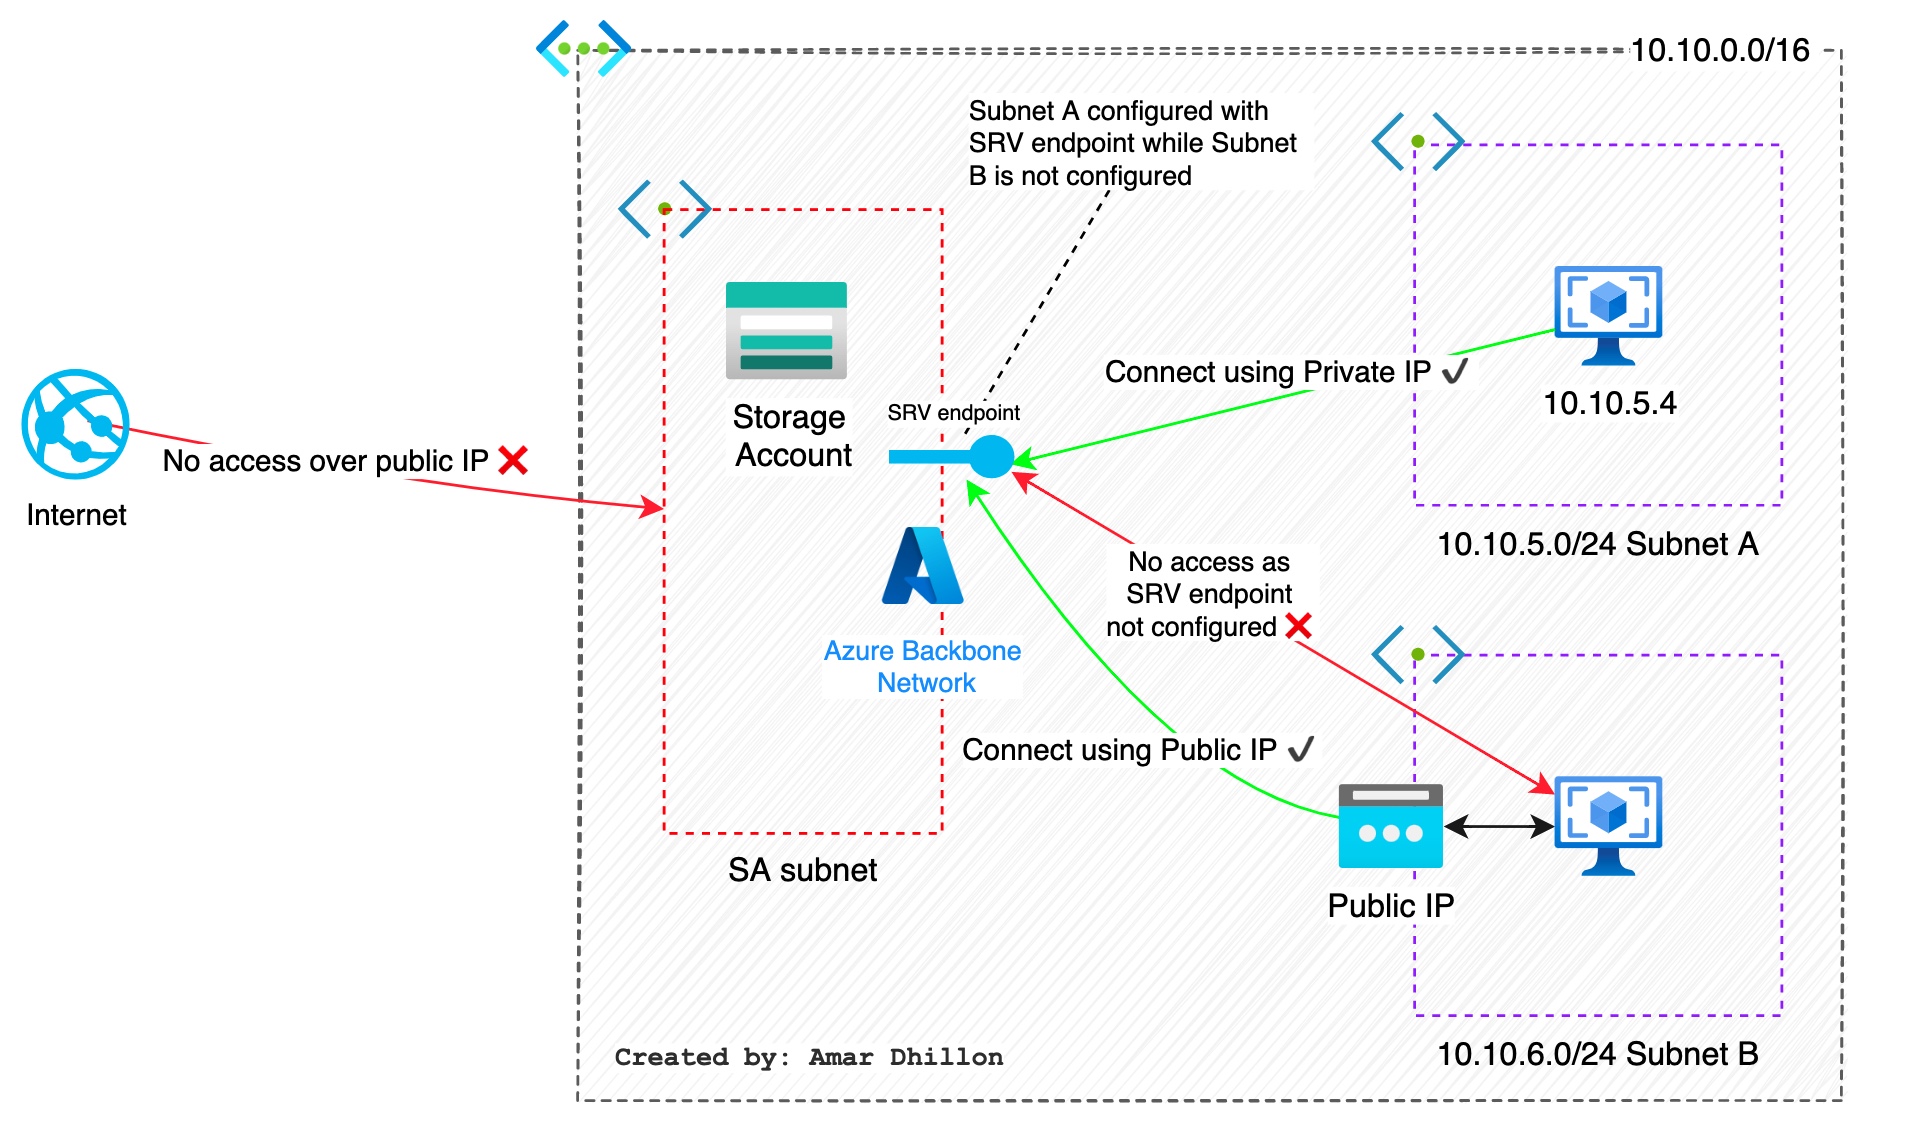 10.10.0.0/16
Subnet A configured with
SRV endpoint while Subnet
B is not configured
Connect using Private IP ✔
10.10.5.4
Storage
Account
SRV endpoint
No access over public IP ❌
Internet
10.10.5.0/24 Subnet A
No access as
SRV endpoint
not configured ❌
Azure Backbone
Network
Connect using Public IP ✔
SA subnet
Public IP
Created by: Amar Dhillon
10.10.6.0/24 Subnet B